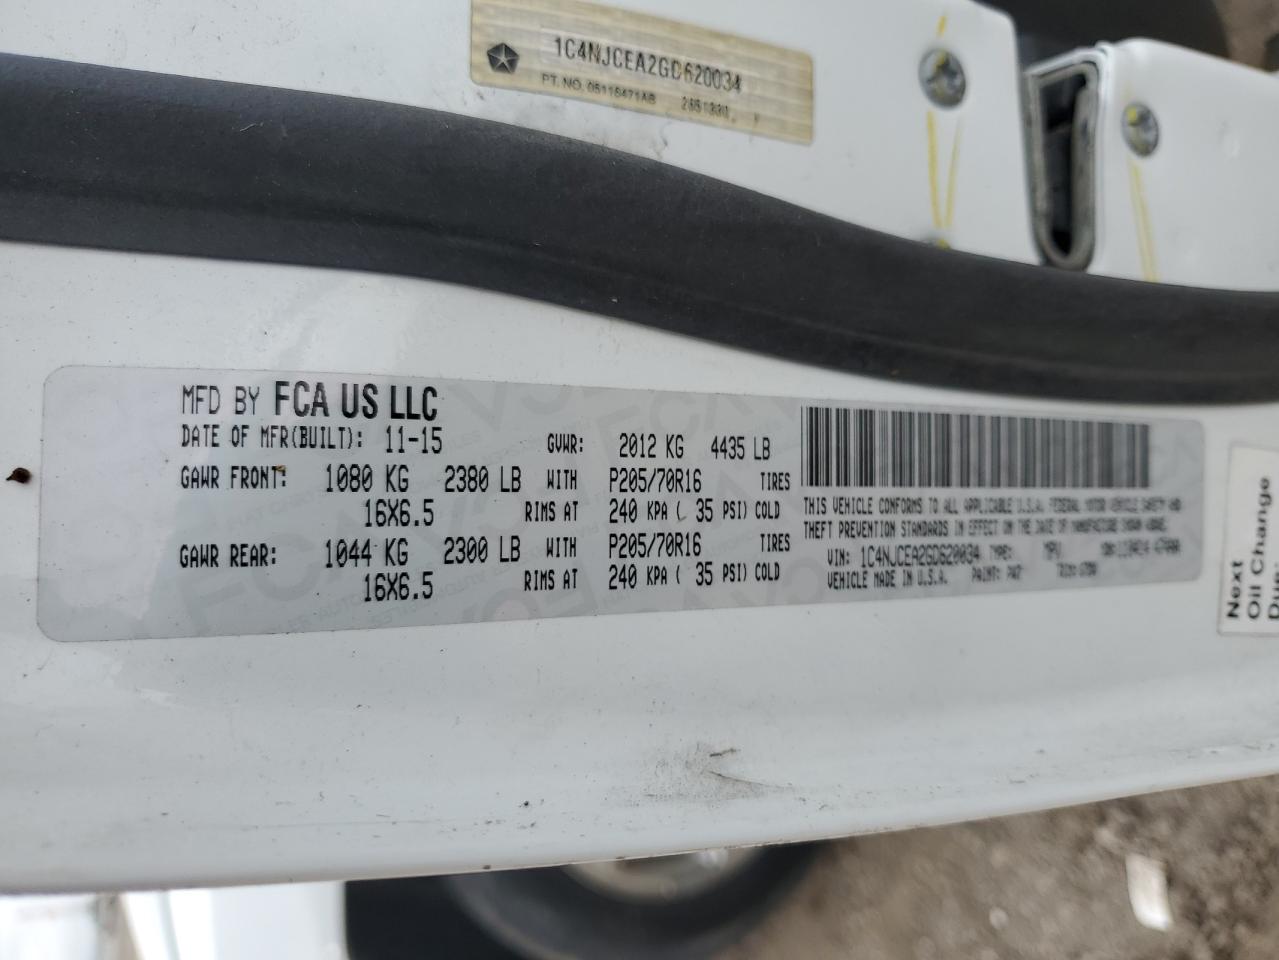 1C4NJCEA2GD620034
PT. NO. 05116471AB
MFD BY FCA US LLC
DATE OF MFR(BUILT): 11-15 GVWR: 2012 KG 4435 LB
GAWR FRONT: 1080 KG 2380 LB WITH P205/70R16 TIRES
16X6.5 RIMS AT 240 KPA ( 35 PSI) COLD
GAWR REAR: 1044 KG 2300 LB WITH P205/70R16 TIRES
16X6.5 RIMS AT 240 KPA ( 35 PSI) COLD
THIS VEHICLE CONFORMS TO ALL APPLICABLE U.S.A. FEDERAL MOTOR VEHICLE SAFETY AND
THEFT PREVENTION STANDARDS IN EFFECT ON THE DATE OF MANUFACTURE SHOWN ABOVE.
VIN: 1C4NJCEA2GD620034 TYPE: MPV
VEHICLE MADE IN U.S.A. PAINT: PW7
Next
Oil Change